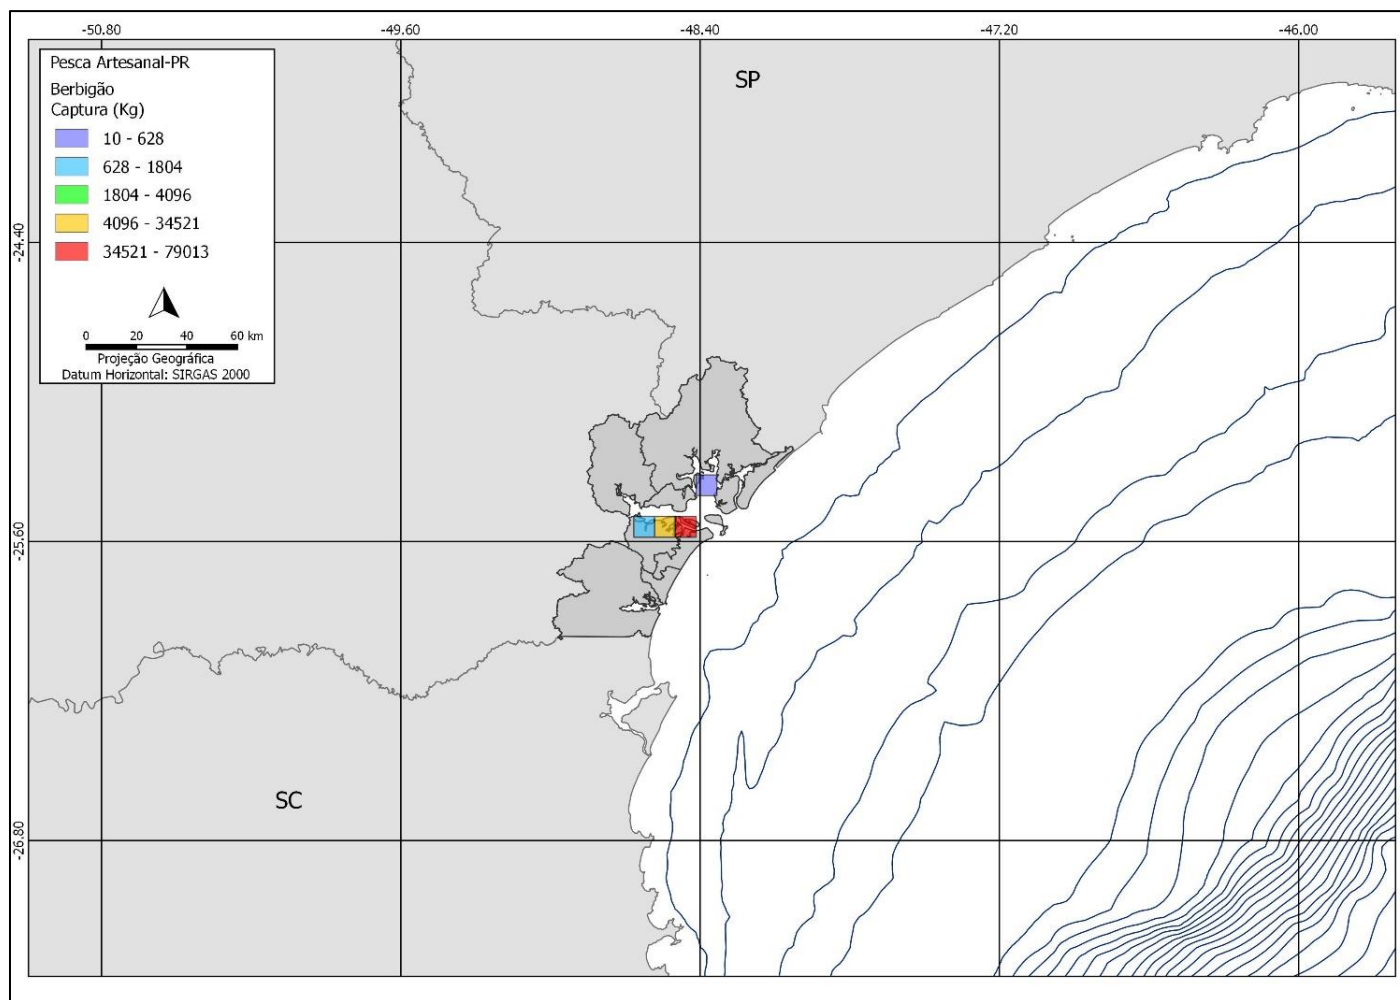 -50.80 -49.60 -48.40 -47.20 -46.00
Pesca Artesanal-PR
Berbigão
Captura (Kg)
10 - 628
628 - 1804
1804 - 4096
4096 - 34521
34521 - 79013
0 20 40 60 km
Projeção Geográfica
Datum Horizontal: SIRGAS 2000
SP
-24.40
-25.60
SC
-26.80